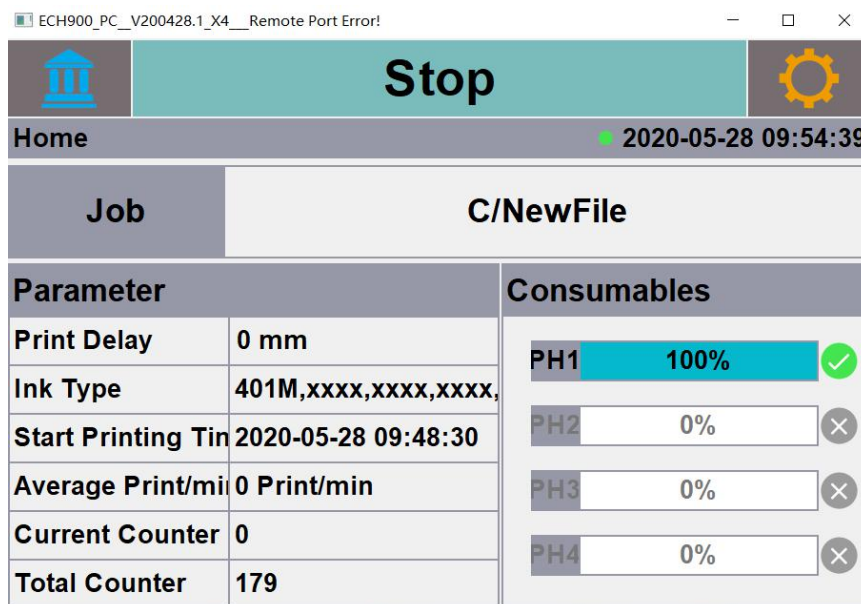 ECH900_PC__V200428.1_X4___Remote Port Error!
Stop
Home 2020-05-28 09:54:39
Job C/NewFile
Parameter
Print Delay 0 mm
Ink Type 401M,xxxx,xxxx,xxxx,
Start Printing Tin 2020-05-28 09:48:30
Average Print/mi 0 Print/min
Current Counter 0
Total Counter 179
Consumables
PH1 100%
PH2 0%
PH3 0%
PH4 0%